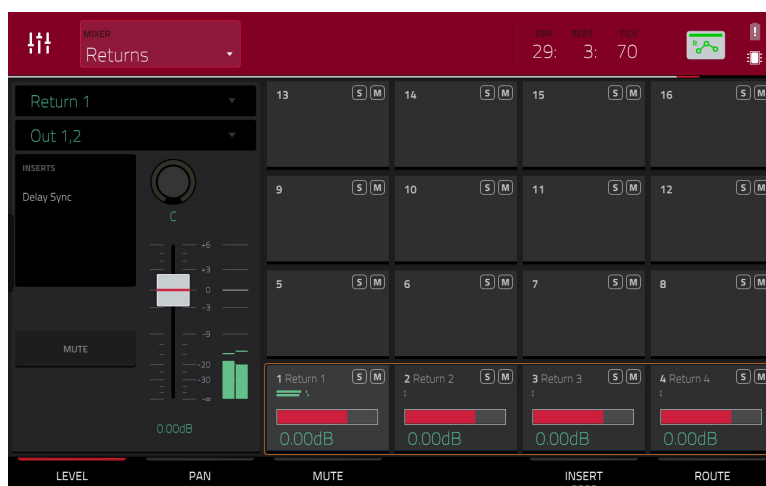 MIXER
Returns
BAR BEAT TICK
29: 3: 70
R
Return 1
Out 1,2
INSERTS
Delay Sync
C
+6
+3
0
-3
-9
-20
-30
-∞
MUTE
0.00dB
13 S M
14 S M
15 S M
16 S M
9 S M
10 S M
11 S M
12 S M
5 S M
6 S M
7 S M
8 S M
1 Return 1 S M
0.00dB
2 Return 2 S M
0.00dB
3 Return 3 S M
0.00dB
4 Return 4 S M
0.00dB
LEVEL PAN MUTE INSERT ROUTE